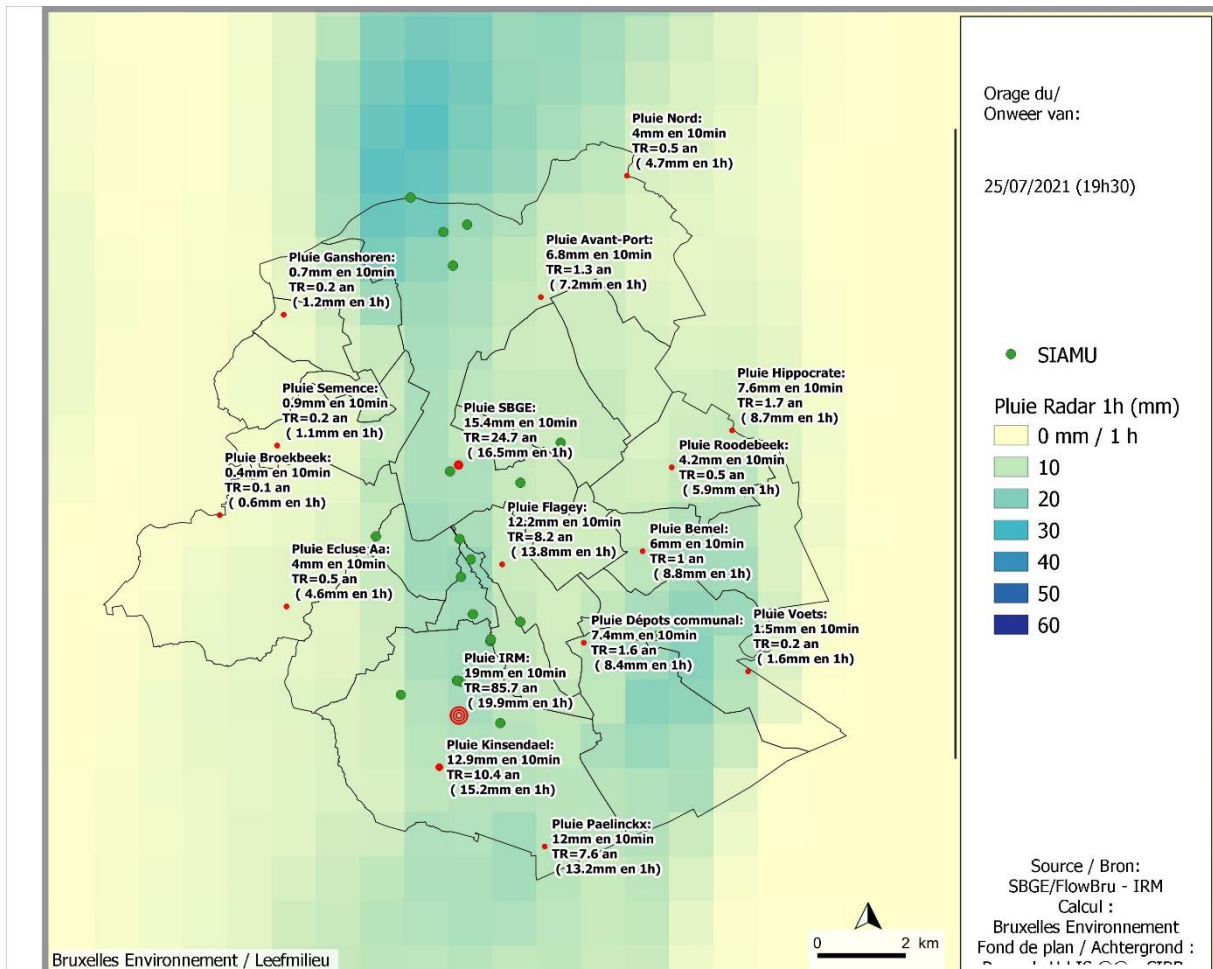 Pluie Nord:
4mm en 10min
TR=0.5 an
( 4.7mm en 1h)
Pluie Avant-Port:
6.8mm en 10min
TR=1.3 an
( 7.2mm en 1h)
Pluie Ganshoren:
0.7mm en 10min
TR=0.2 an
( 1.2mm en 1h)
Pluie Hippocrate:
7.6mm en 10min
TR=1.7 an
( 8.7mm en 1h)
Pluie Semence:
0.9mm en 10min
TR=0.2 an
( 1.1mm en 1h)
Pluie SBGE:
15.4mm en 10min
TR=24.7 an
( 16.5mm en 1h)
Pluie Roodebeek:
4.2mm en 10min
TR=0.5 an
( 5.9mm en 1h)
Pluie Broekbeek:
0.4mm en 10min
TR=0.1 an
( 0.6mm en 1h)
Pluie Flagey:
12.2mm en 10min
TR=8.2 an
( 13.8mm en 1h)
Pluie Bemel:
6mm en 10min
TR=1 an
( 8.8mm en 1h)
Pluie Ecluse Aa:
4mm en 10min
TR=0.5 an
( 4.6mm en 1h)
Pluie Dépots communal:
7.4mm en 10min
TR=1.6 an
( 8.4mm en 1h)
Pluie Voets:
1.5mm en 10min
TR=0.2 an
( 1.6mm en 1h)
Pluie IRM:
19mm en 10min
TR=85.7 an
( 19.9mm en 1h)
Pluie Kinsendael:
12.9mm en 10min
TR=10.4 an
( 15.2mm en 1h)
Pluie Paelinckx:
12mm en 10min
TR=7.6 an
( 13.2mm en 1h)
0 2 km
Bruxelles Environnement / Leefmilieu
Orage du/
Onweer van:
25/07/2021 (19h30)
SIAMU
Pluie Radar 1h (mm)
0 mm / 1 h
10
20
30
40
50
60
Source / Bron:
SBGE/FlowBru - IRM
Calcul :
Bruxelles Environnement
Fond de plan / Achtergrond :